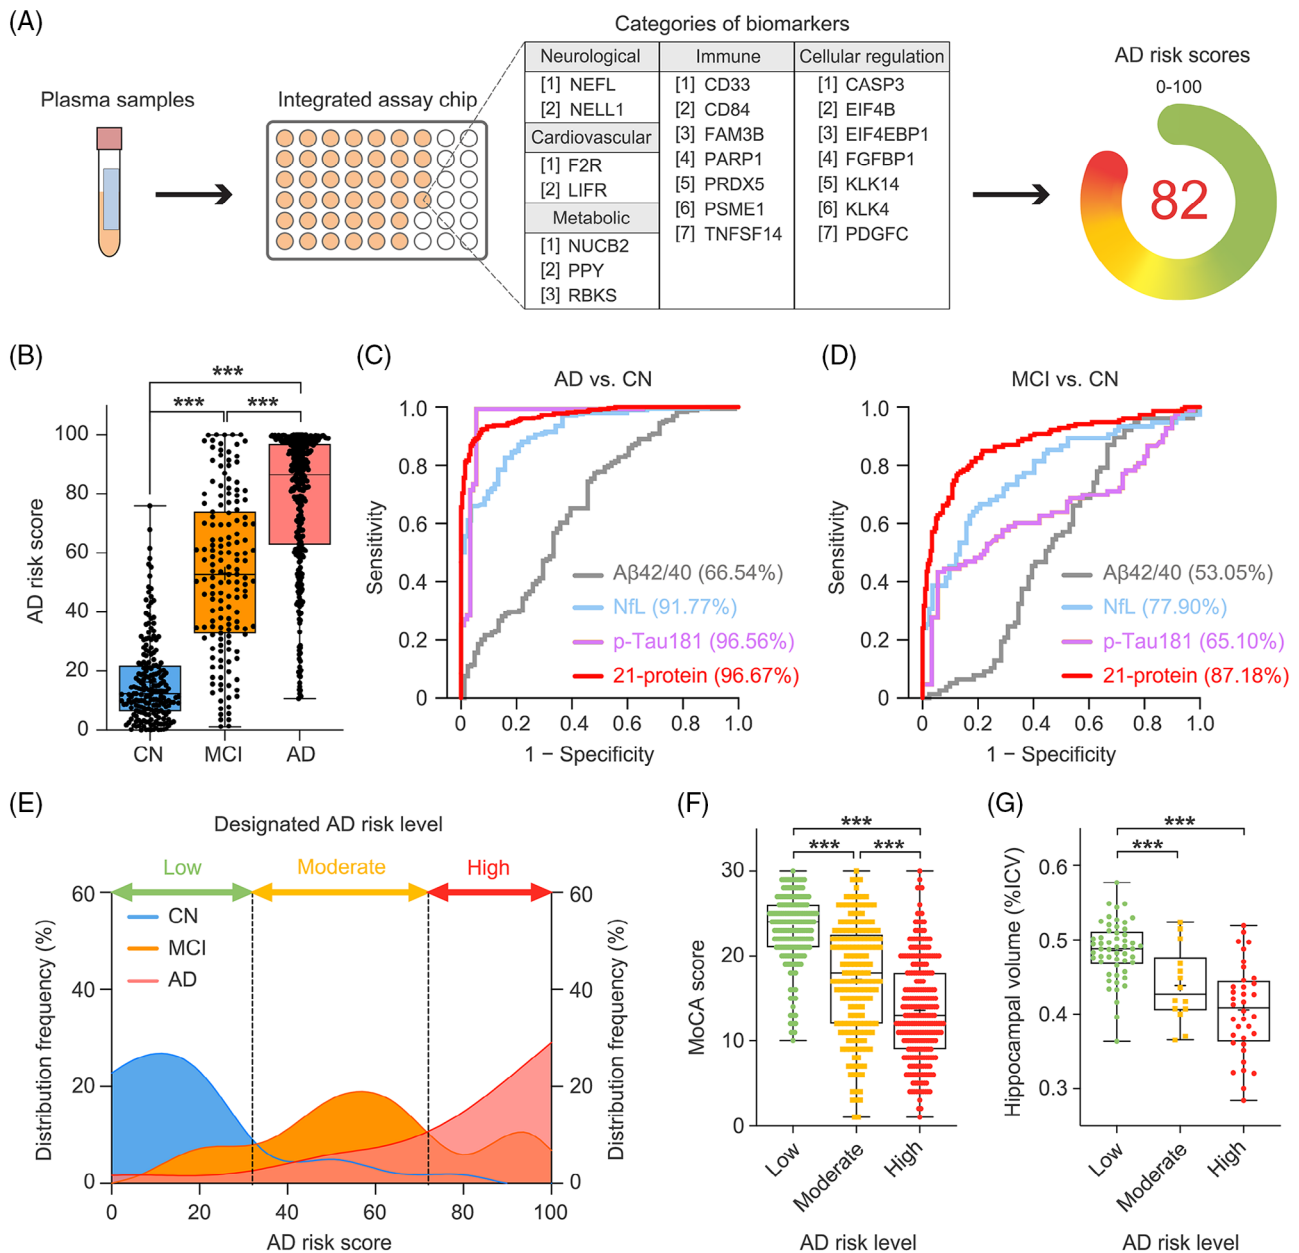 (A)
Categories of biomarkers
Plasma samples
Integrated assay chip
Neurological
[1] NEFL
[2] NELL1
Cardiovascular
[1] F2R
[2] LIFR
Metabolic
[1] NUCB2
[2] PPY
[3] RBKS
Immune
[1] CD33
[2] CD84
[3] FAM3B
[4] PARP1
[5] PRDX5
[6] PSME1
[7] TNFSF14
Cellular regulation
[1] CASP3
[2] EIF4B
[3] EIF4EBP1
[4] FGFBP1
[5] KLK14
[6] KLK4
[7] PDGFC
AD risk scores
0-100
82
(B)
AD risk score
100
80
60
40
20
0
***
***
***
CN
MCI
AD
(C)
AD vs. CN
Sensitivity
1.0
0.8
0.6
0.4
0.2
0
Aβ42/40 (66.54%)
NfL (91.77%)
p-Tau181 (96.56%)
21-protein (96.67%)
0
0.2
0.4
0.6
0.8
1.0
1 − Specificity
(D)
MCI vs. CN
Sensitivity
1.0
0.8
0.6
0.4
0.2
0
Aβ42/40 (53.05%)
NfL (77.90%)
p-Tau181 (65.10%)
21-protein (87.18%)
0
0.2
0.4
0.6
0.8
1.0
1 − Specificity
(E)
Designated AD risk level
Low
Moderate
High
Distribution frequency (%)
60
40
20
0
CN
MCI
AD
60
40
20
0
Distribution frequency (%)
0
20
40
60
80
100
AD risk score
(F)
MoCA score
30
20
10
0
***
***
***
Low
Moderate
High
AD risk level
(G)
Hippocampal volume (%ICV)
0.6
0.5
0.4
0.3
***
***
Low
Moderate
High
AD risk level